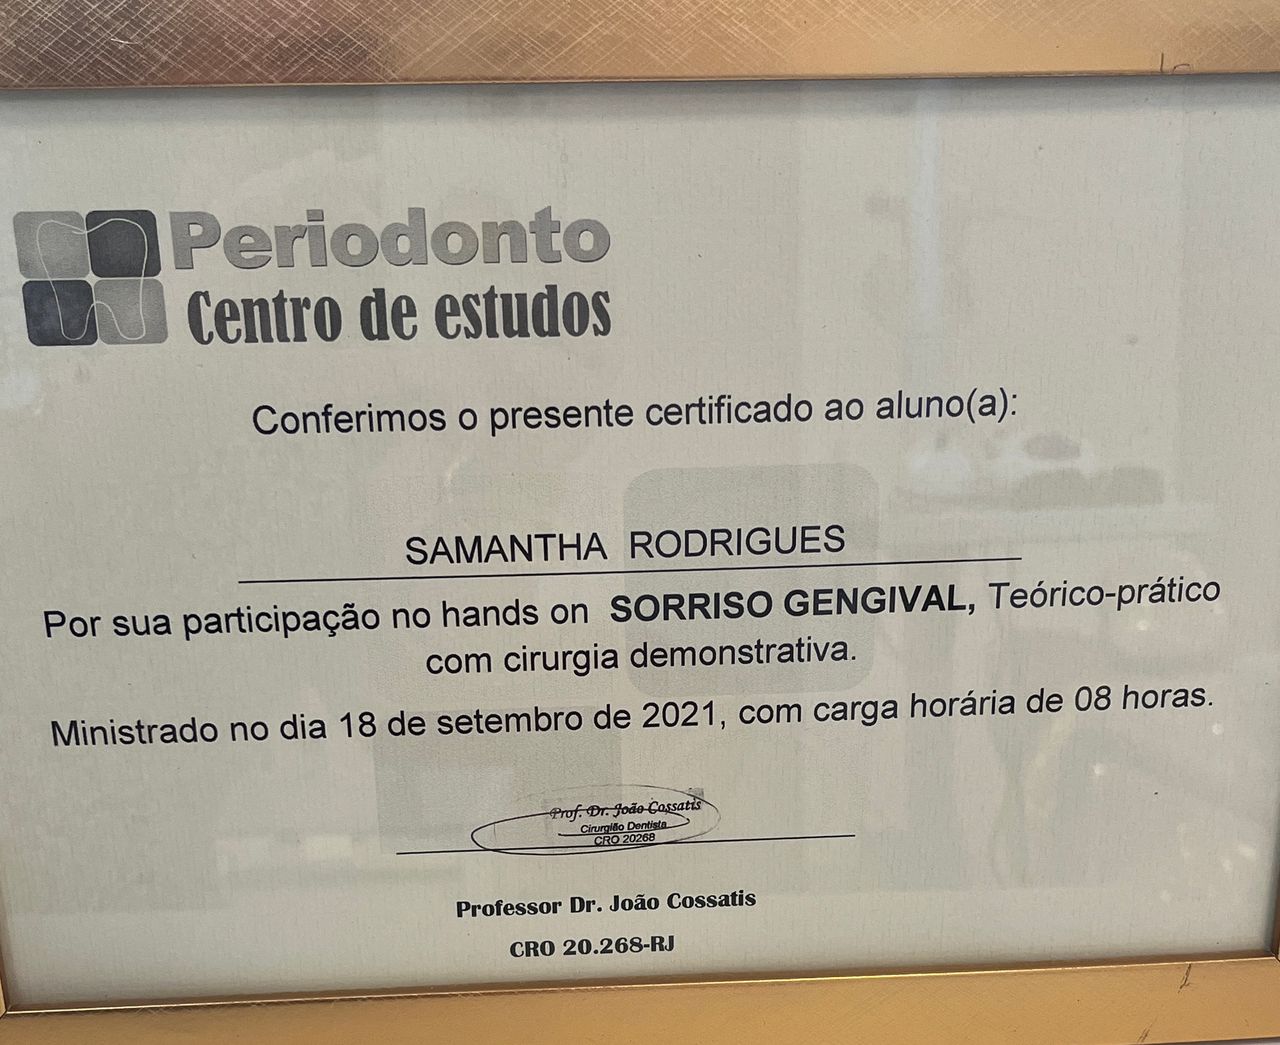 Periodonto
Centro de estudos
Conferimos o presente certificado ao aluno(a):
SAMANTHA RODRIGUES
Por sua participação no hands on SORRISO GENGIVAL, Teórico-prático
com cirurgia demonstrativa.
Ministrado no dia 18 de setembro de 2021, com carga horária de 08 horas.
Prof. Dr. João Cossatis
Cirurgião Dentista
CRO 20268
Professor Dr. João Cossatis
CRO 20.268-RJ